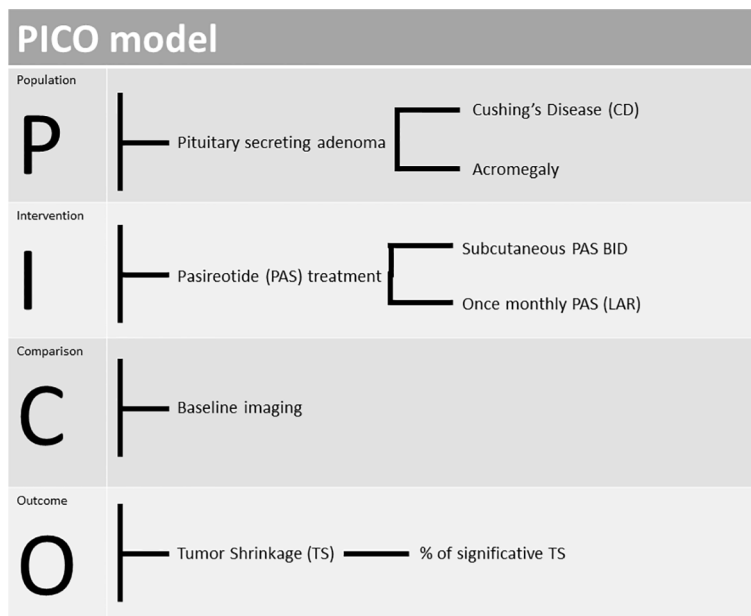 PICO model
Population
P
Pituitary secreting adenoma
Cushing's Disease (CD)
Acromegaly
Intervention
I
Pasireotide (PAS) treatment
Subcutaneous PAS BID
Once monthly PAS (LAR)
Comparison
C
Baseline imaging
Outcome
O
Tumor Shrinkage (TS)
% of significative TS